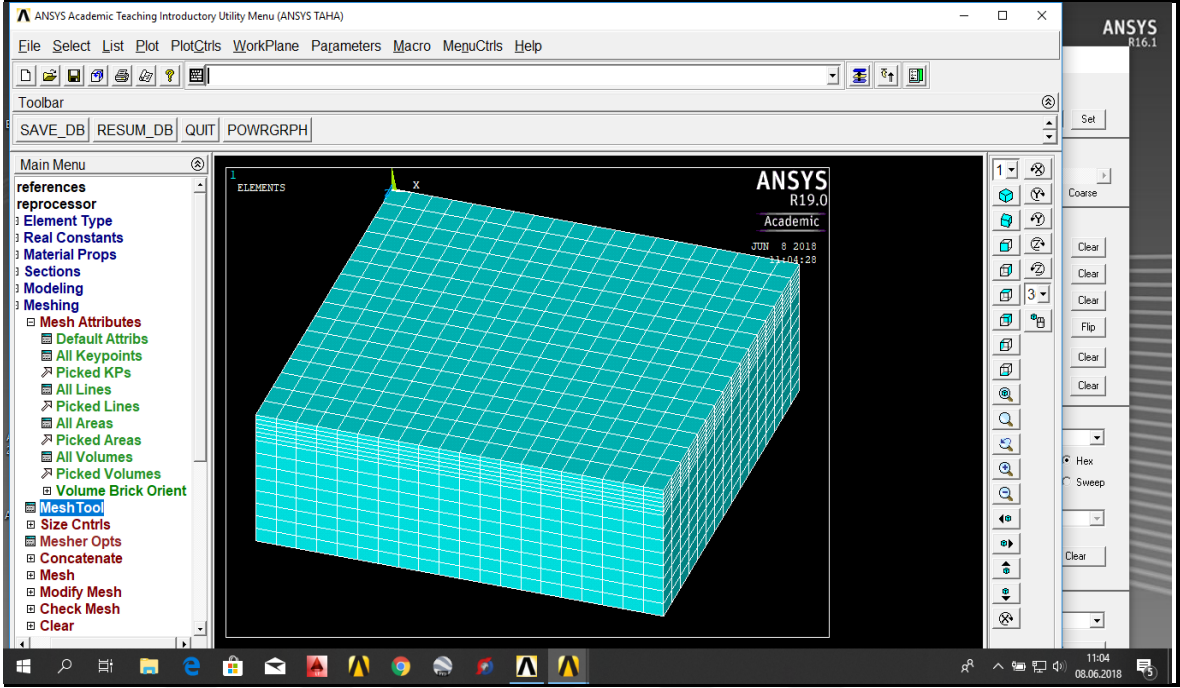 ANSYS Academic Teaching Introductory Utility Menu (ANSYS TAHA)
ANSYS
R16.1
File Select List Plot PlotCtrls WorkPlane Parameters Macro MenuCtrls Help
Toolbar
SAVE_DB RESUM_DB QUIT POWRGRPH
Set
Main Menu
references
reprocessor
Element Type
Real Constants
Material Props
Sections
Modeling
Meshing
Mesh Attributes
Default Attribs
All Keypoints
Picked KPs
All Lines
Picked Lines
All Areas
Picked Areas
All Volumes
Picked Volumes
Volume Brick Orient
MeshTool
Size Cntrls
Mesher Opts
Concatenate
Mesh
Modify Mesh
Check Mesh
Clear
1
ELEMENTS
X
Z
ANSYS
R19.0
Academic
JUN 8 2018
11:04:28
1
3
Coarse
Clear
Clear
Clear
Flip
Clear
Clear
Hex
Sweep
Clear
11:04
08.06.2018
5